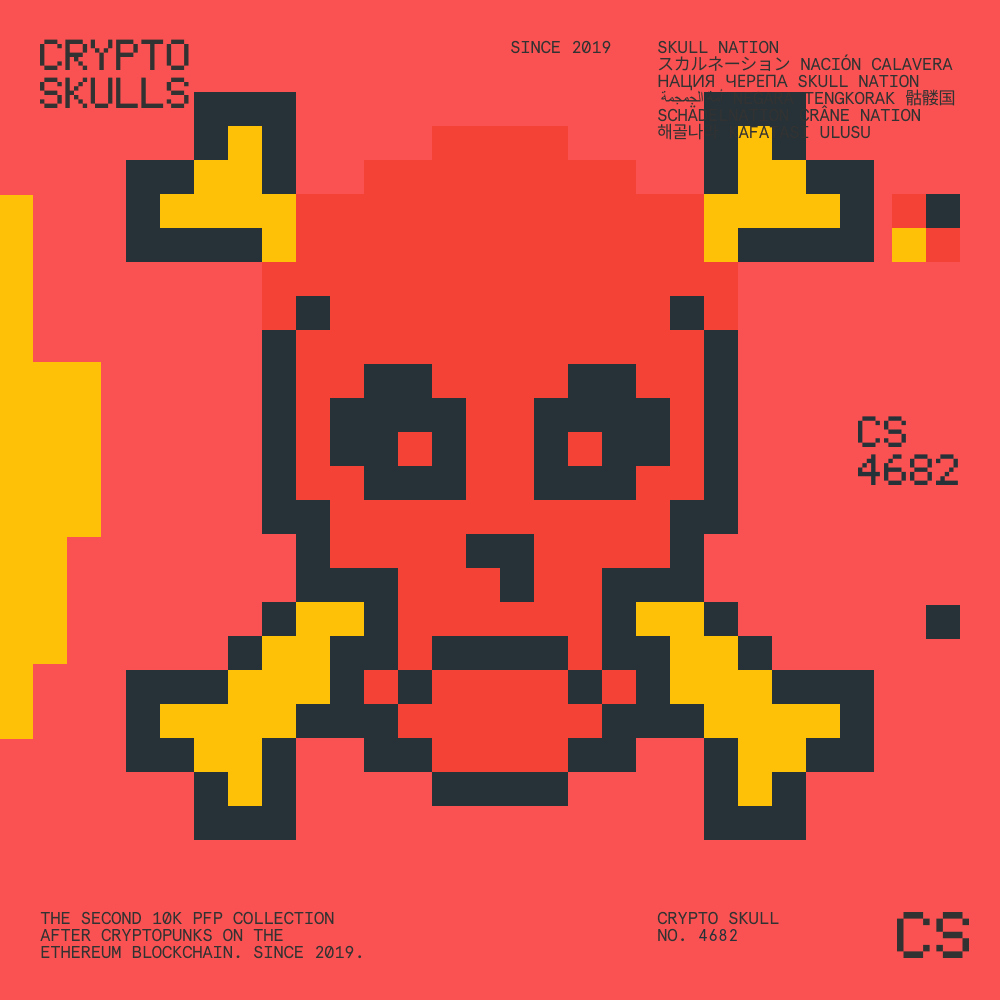 CRYPTO
SKULLS
SINCE 2019
SKULL NATION
スカルネーション NACIÓN CALAVERA
НАЦИЯ ЧЕРЕПА SKULL NATION
TENGKORAK 骷髅国
CRÂNE NATION
ULUSU
CS
4682
THE SECOND 10K PFP COLLECTION
AFTER CRYPTOPUNKS ON THE
ETHEREUM BLOCKCHAIN. SINCE 2019.
CRYPTO SKULL
NO. 4682
CS